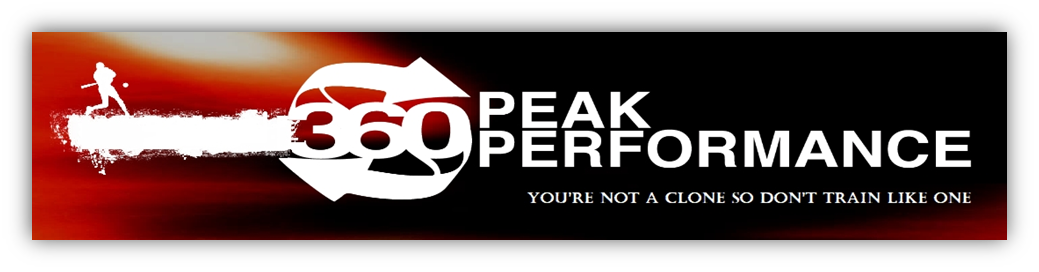 360
PEAK
PERFORMANCE
YOU'RE NOT A CLONE SO DON'T TRAIN LIKE ONE